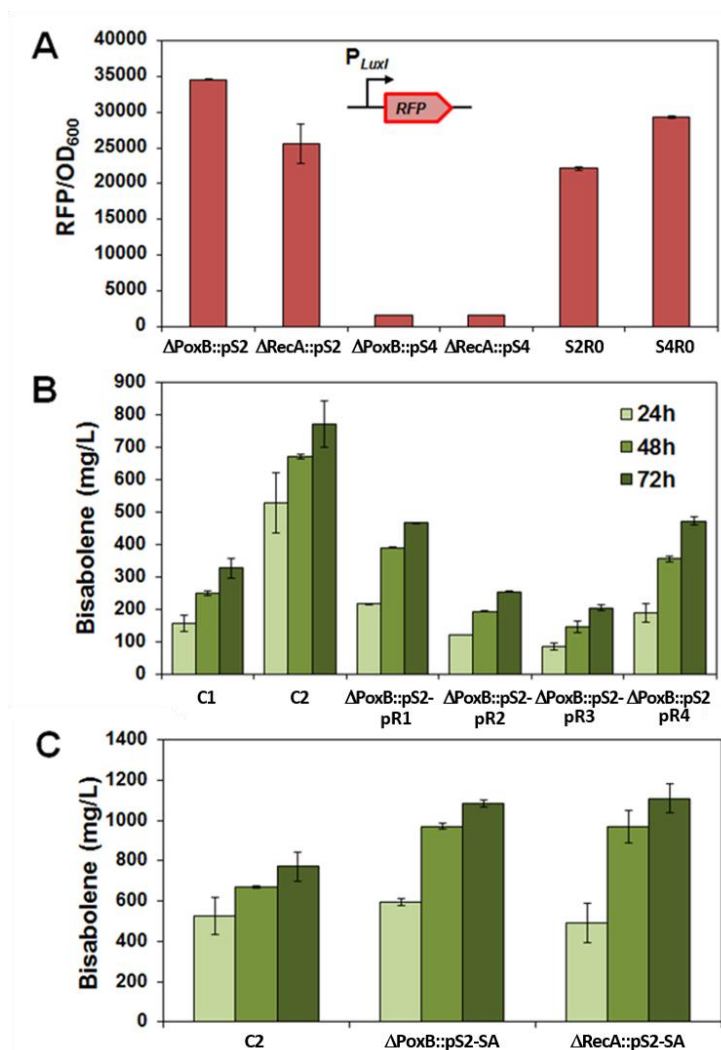 A
40000
35000
30000
25000
20000
15000
10000
5000
0
RFP/OD600
PLuxI
RFP
ΔPoxB::pS2 ΔRecA::pS2 ΔPoxB::pS4 ΔRecA::pS4 S2R0 S4R0
B
900
800
700
600
500
400
300
200
100
0
Bisabolene (mg/L)
24h
48h
72h
C1 C2 ΔPoxB::pS2- ΔPoxB::pS2- ΔPoxB::pS2- ΔPoxB::pS2
pR1 pR2 pR3 pR4
C
1400
1200
1000
800
600
400
200
0
Bisabolene (mg/L)
C2 ΔPoxB::pS2-SA ΔRecA::pS2-SA